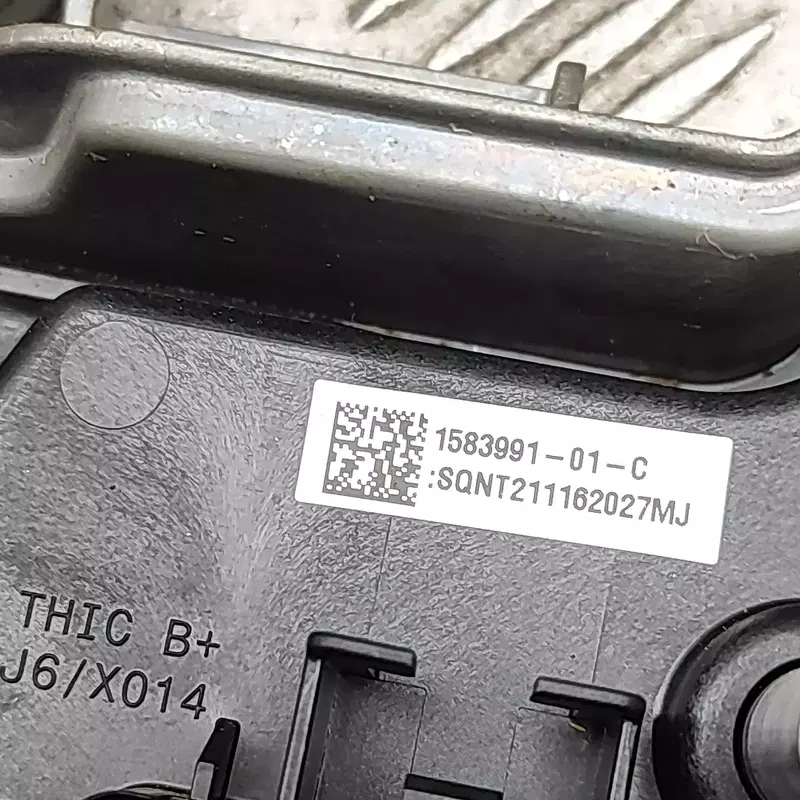 1583991-01-C
:SQNT211162027MJ
THIC B+
J6/X014